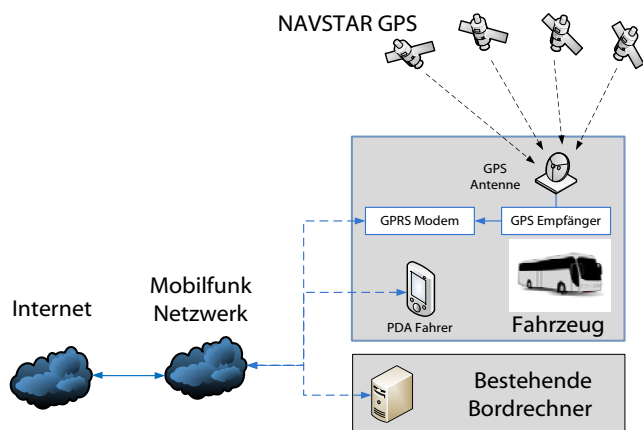 NAVSTAR GPS
GPS
Antenne
GPRS Modem
GPS Empfänger
Mobilfunk
Netzwerk
Internet
PDA Fahrer
Fahrzeug
Bestehende
Bordrechner